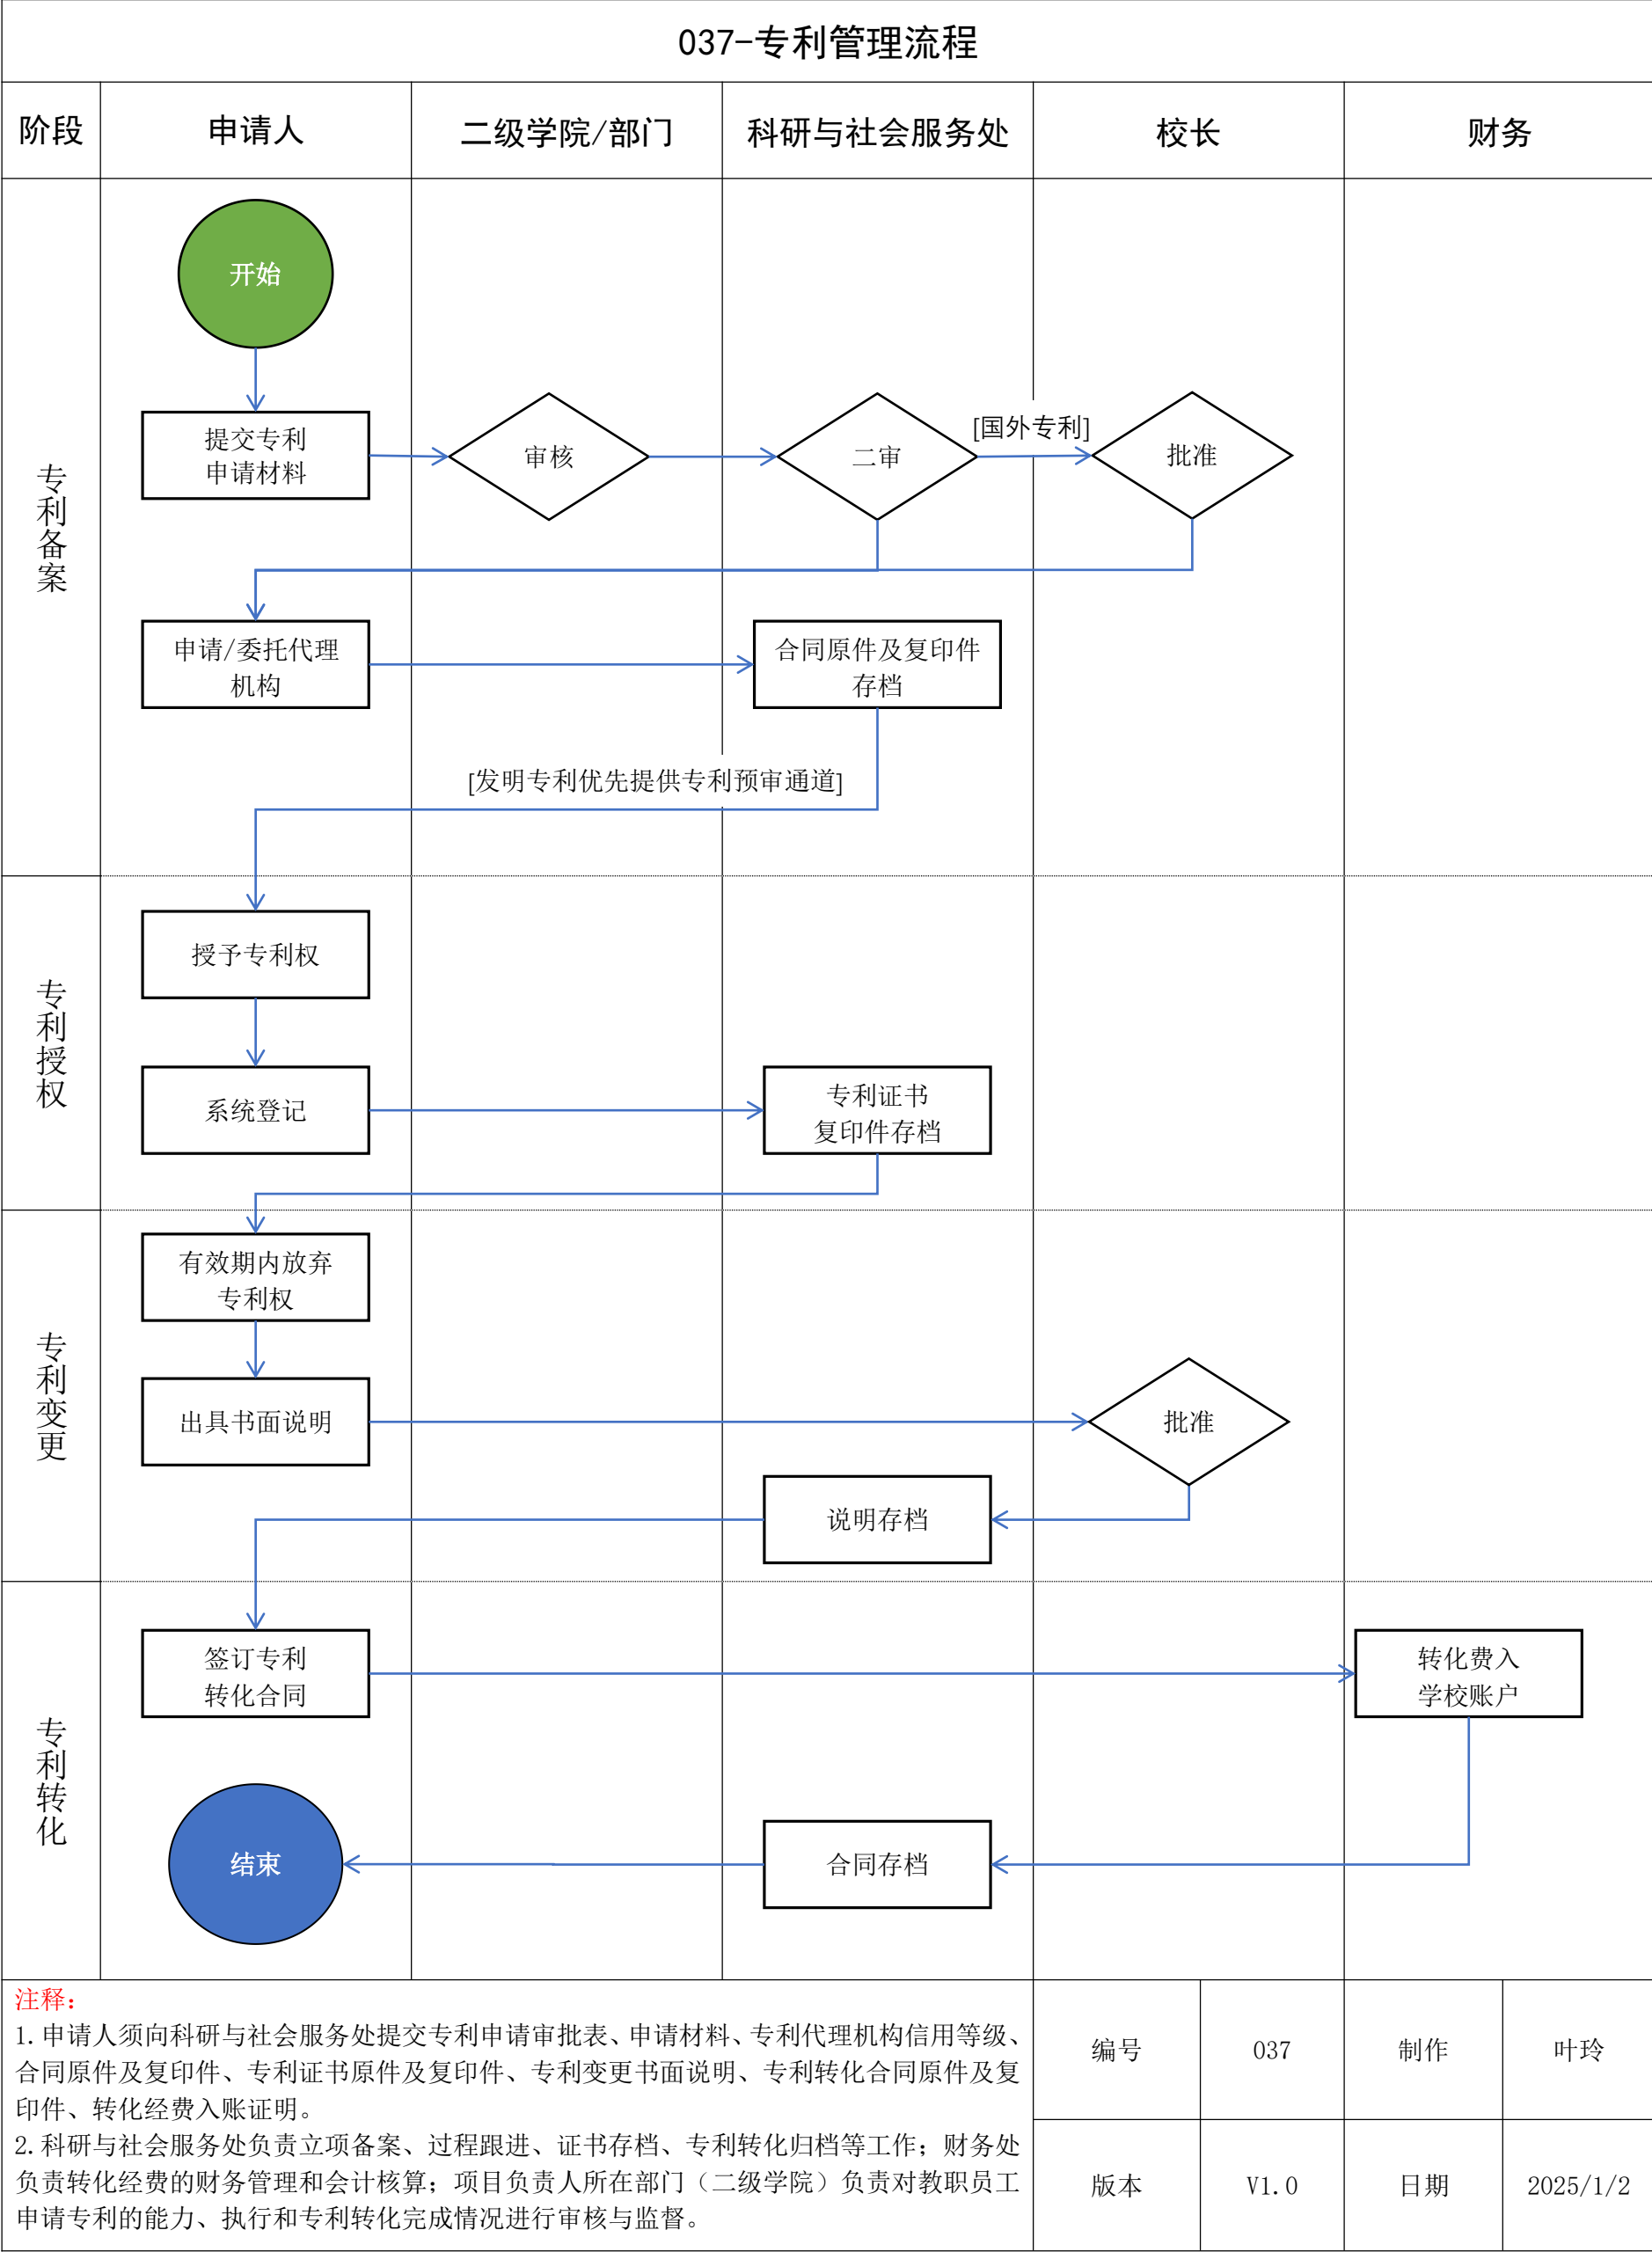 037-专利管理流程
阶段
申请人
二级学院/部门
科研与社会服务处
校长
财务
专利备案
开始
提交专利
申请材料
审核
二审
[国外专利]
批准
申请/委托代理
机构
合同原件及复印件
存档
[发明专利优先提供专利预审通道]
专利授权
授予专利权
系统登记
专利证书
复印件存档
专利变更
有效期内放弃
专利权
出具书面说明
批准
说明存档
专利转化
签订专利
转化合同
转化费入
学校账户
结束
合同存档
注释：
1.申请人须向科研与社会服务处提交专利申请审批表、申请材料、专利代理机构信用等级、
合同原件及复印件、专利证书原件及复印件、专利变更书面说明、专利转化合同原件及复
印件、转化经费入账证明。
2.科研与社会服务处负责立项备案、过程跟进、证书存档、专利转化归档等工作；财务处
负责转化经费的财务管理和会计核算；项目负责人所在部门（二级学院）负责对教职员工
申请专利的能力、执行和专利转化完成情况进行审核与监督。
编号
037
制作
叶玲
版本
V1.0
日期
2025/1/2